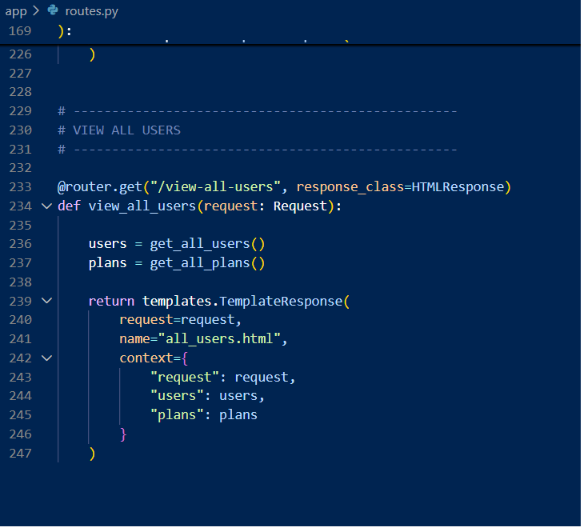 app > routes.py
169 ):
226 )
227
228
229 # --------------------------------------------------
230 # VIEW ALL USERS
231 # --------------------------------------------------
232
233 @router.get("/view-all-users", response_class=HTMLResponse)
234 def view_all_users(request: Request):
235
236 users = get_all_users()
237 plans = get_all_plans()
238
239 return templates.TemplateResponse(
240 request=request,
241 name="all_users.html",
242 context={
243 "request": request,
244 "users": users,
245 "plans": plans
246 }
247 )